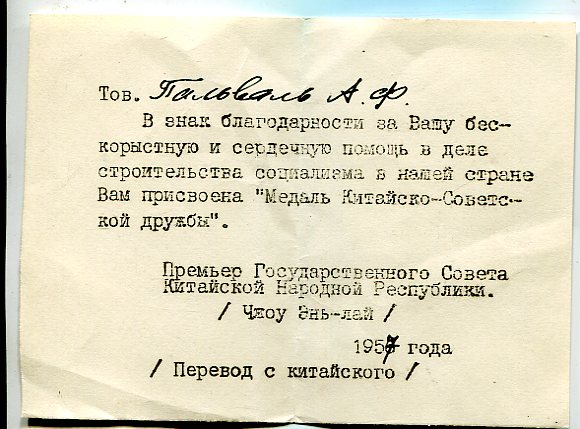 Тов. Пальваль А.Ф.
В знак благодарности за Вашу бес-
корыстную и сердечную помощь в деле
строительства социализма в нашей стране
Вам присвоена "Медаль Китайско-Советс-
кой дружбы".
Премьер Государственного Совета
Китайской Народной Республики.
/ Чжоу Энь-лай /
1957 года
/ Перевод с китайского /